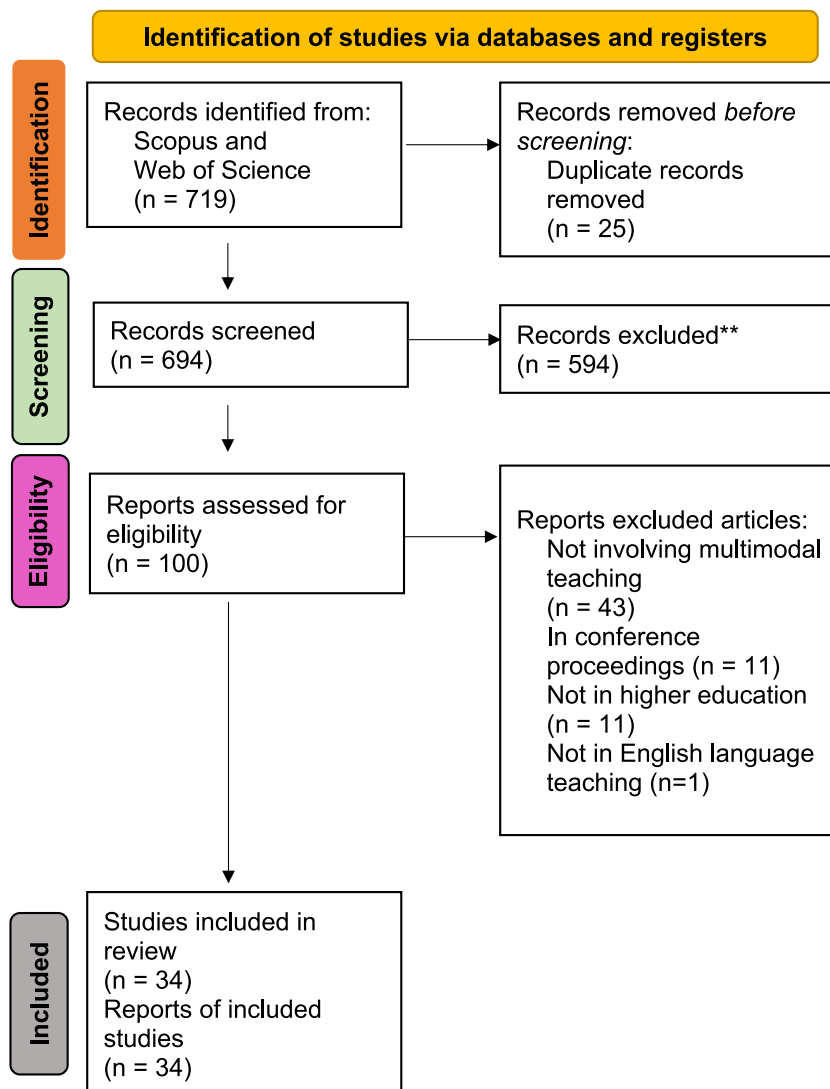 Identification of studies via databases and registers
Identification
Records identified from:
Scopus and
Web of Science
(n = 719)
Records removed before
screening:
Duplicate records
removed
(n = 25)
Screening
Records screened
(n = 694)
Records excluded**
(n = 594)
Eligibility
Reports assessed for
eligibility
(n = 100)
Reports excluded articles:
Not involving multimodal
teaching
(n = 43)
In conference
proceedings (n = 11)
Not in higher education
(n = 11)
Not in English language
teaching (n=1)
Included
Studies included in
review
(n = 34)
Reports of included
studies
(n = 34)